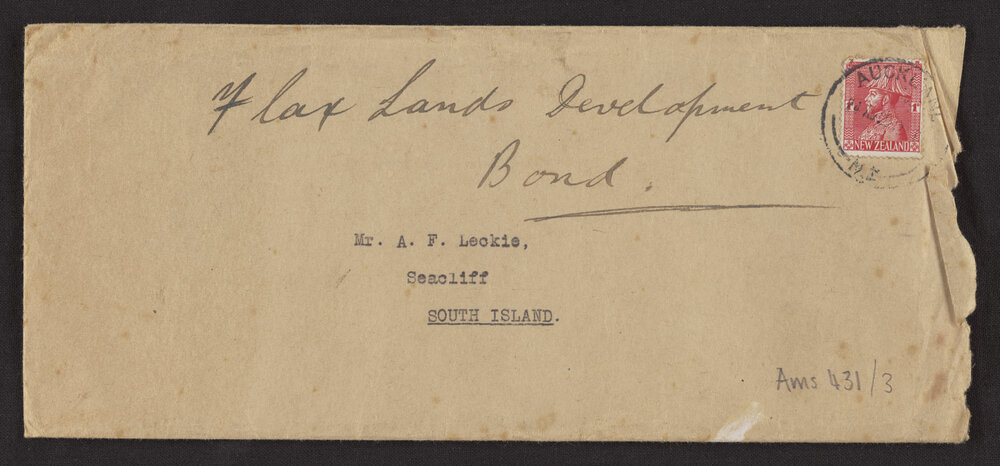 Flax Lands Development
Bond.
AUCKLAND
N.Z.
NEW ZEALAND
Mr. A. F. Leckie,
Seacliff
SOUTH ISLAND.
Ams 431/3